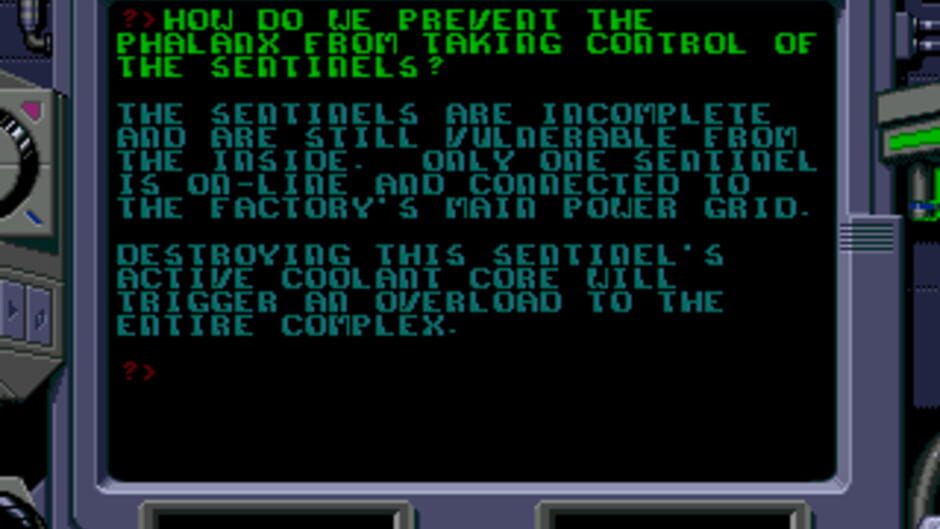 ?>HOW DO WE PREVENT THE
PHALANX FROM TAKING CONTROL OF
THE SENTINELS?
THE SENTINELS ARE INCOMPLETE
AND ARE STILL VULNERABLE FROM
THE INSIDE.  ONLY ONE SENTINEL
IS ON-LINE AND CONNECTED TO
THE FACTORY'S MAIN POWER GRID.
DESTROYING THIS SENTINEL'S
ACTIVE COOLANT CORE WILL
TRIGGER AN OVERLOAD TO THE
ENTIRE COMPLEX.
?>